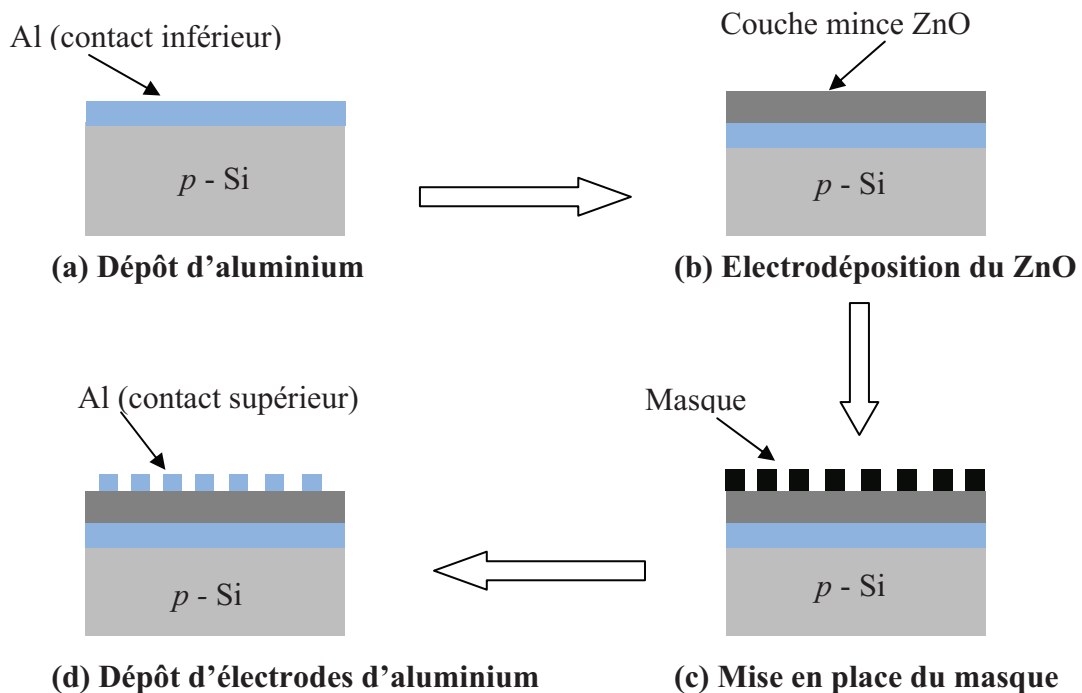 Al (contact inférieur)
p - Si
(a) Dépôt d’aluminium
Couche mince ZnO
p - Si
(b) Electrodéposition du ZnO
Masque
p - Si
(c) Mise en place du masque
Al (contact supérieur)
p - Si
(d) Dépôt d’électrodes d’aluminium